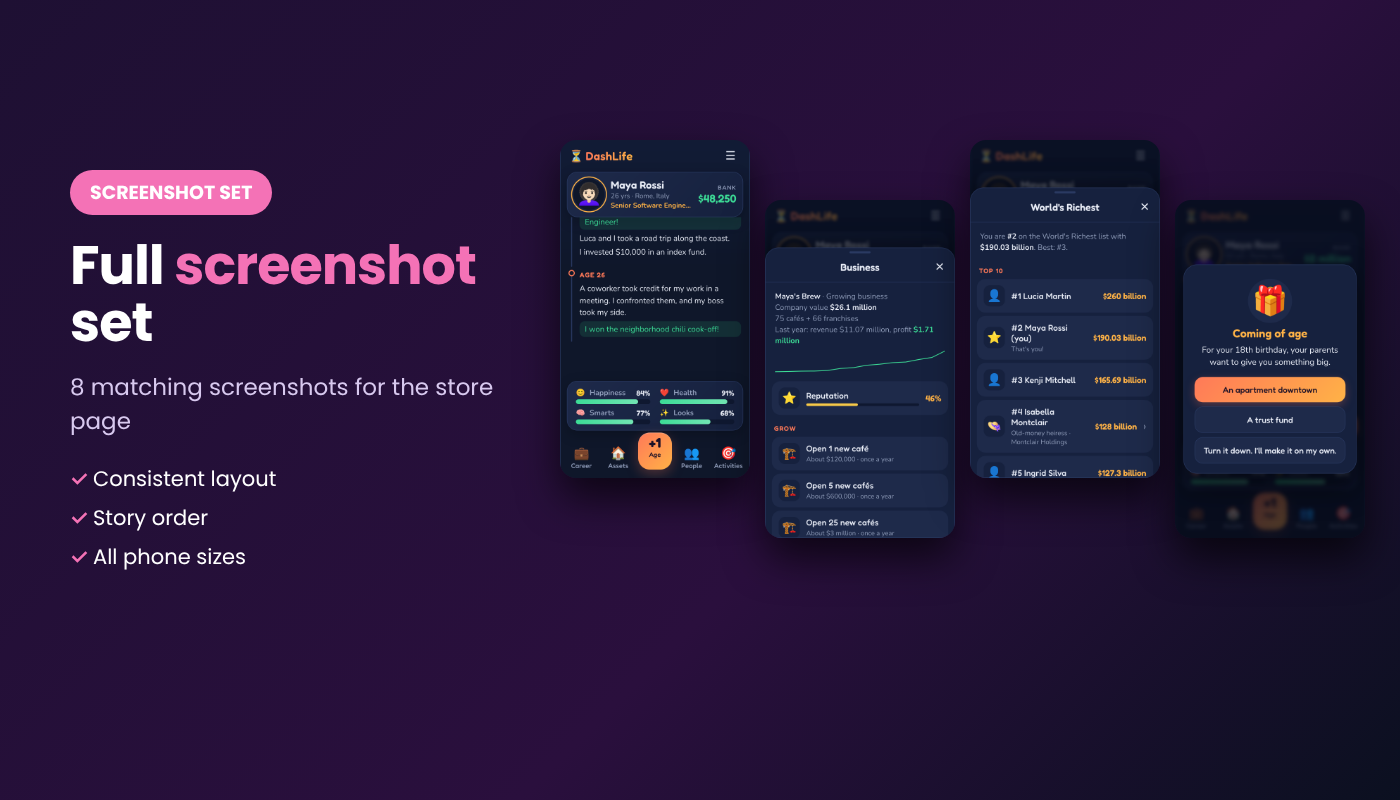 SCREENSHOT SET
Full screenshot
set
8 matching screenshots for the store
page
Consistent layout
Story order
All phone sizes
DashLife
Maya Rossi
26 yrs · Rome, Italy
Senior Software Engine...
BANK
$48,250
Engineer!
Luca and I took a road trip along the coast.
I invested $10,000 in an index fund.
AGE 26
A coworker took credit for my work in a
meeting. I confronted them, and my boss
took my side.
I won the neighborhood chili cook-off!
Happiness 84%
Health 91%
Smarts 77%
Looks 68%
Career
Assets
+1
Age
People
Activities
DashLife
Maya Rossi
Business
Maya's Brew · Growing business
Company value $26.1 million
75 cafés + 66 franchises
Last year: revenue $11.07 million, profit $1.71
million
Reputation
46%
GROW
Open 1 new café
About $120,000 · once a year
Open 5 new cafés
About $600,000 · once a year
Open 25 new cafés
About $3 million · once a year
DashLife
Maya Rossi
World's Richest
You are #2 on the World's Richest list with
$190.03 billion. Best: #3.
TOP 10
#1 Lucia Martin
$260 billion
#2 Maya Rossi
(you)
That's you!
$190.03 billion
#3 Kenji Mitchell
$165.69 billion
#4 Isabella
Montclair
Old-money heiress ·
Montclair Holdings
$128 billion
#5 Ingrid Silva
$127.3 billion
DashLife
Maya Rossi
Coming of age
For your 18th birthday, your parents
want to give you something big.
An apartment downtown
A trust fund
Turn it down. I'll make it on my own.